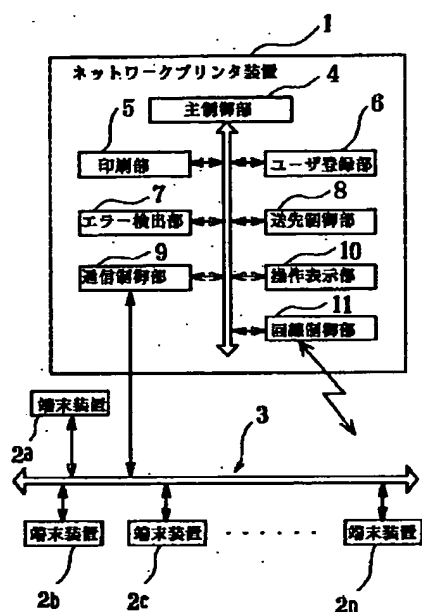 1
ネットワークプリンタ装置
4
主制御部
5
印刷部
6
ユーザ登録部
7
エラー検出部
8
送先制御部
9
通信制御部
10
操作表示部
11
回線制御部
端末装置
2a
3
端末装置
2b
端末装置
2c
端末装置
2n